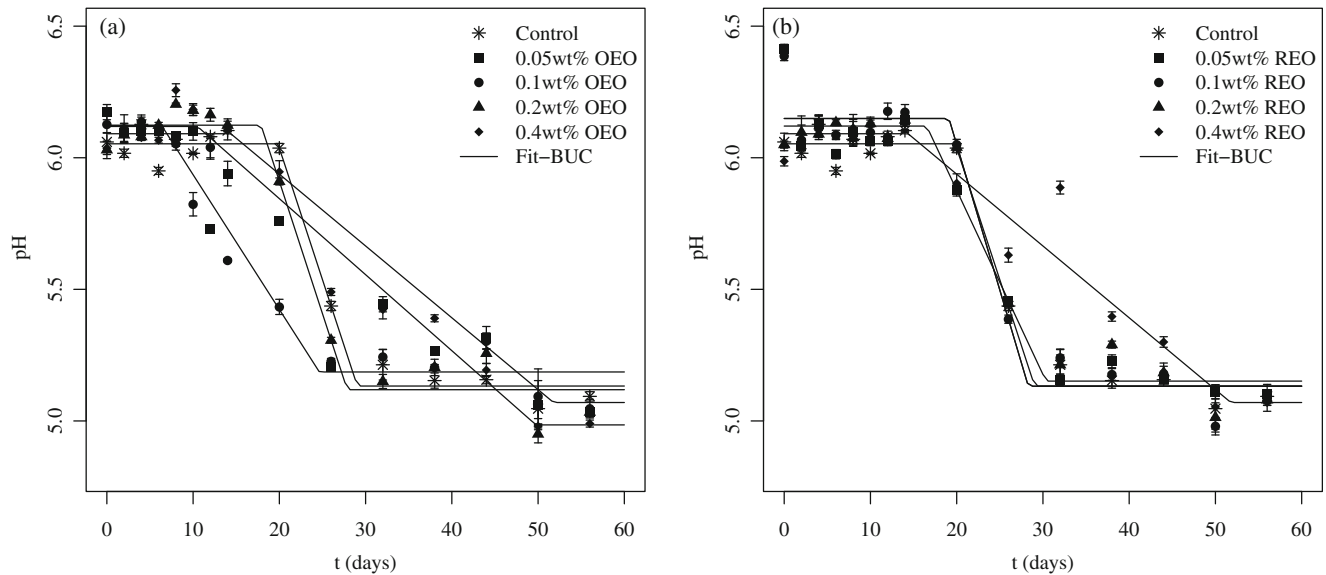 (a)
Control
0.05wt% OEO
0.1wt% OEO
0.2wt% OEO
0.4wt% OEO
Fit−BUC
pH
6.5
6.0
5.5
5.0
0 10 20 30 40 50 60
t (days)
(b)
Control
0.05wt% REO
0.1wt% REO
0.2wt% REO
0.4wt% REO
Fit−BUC
pH
6.5
6.0
5.5
5.0
0 10 20 30 40 50 60
t (days)